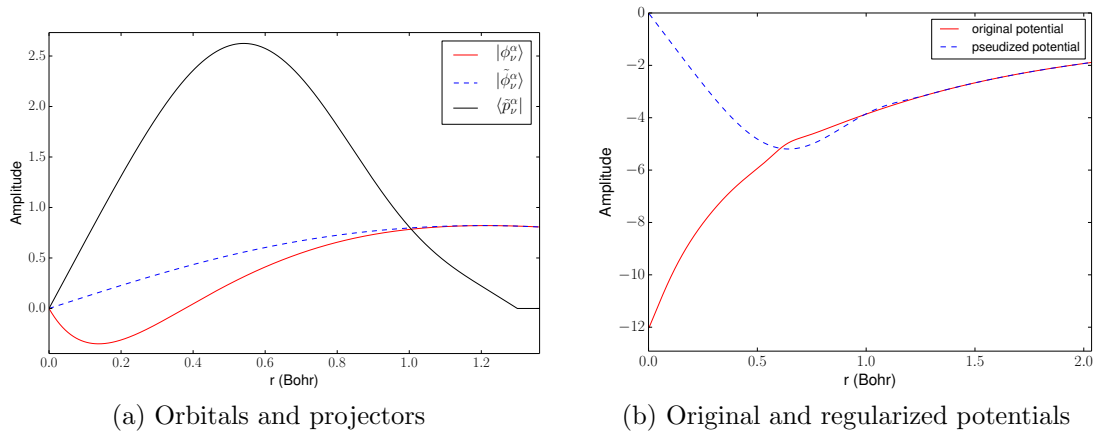 2.5
2.0
1.5
1.0
0.5
0.0
Amplitude
|ϕ_ν^α⟩
|ϕ̃_ν^α⟩
⟨p̃_ν^α|
0.0 0.2 0.4 0.6 0.8 1.0 1.2
r (Bohr)
(a) Orbitals and projectors
0
−2
−4
−6
−8
−10
−12
Amplitude
original potential
pseudized potential
0.0 0.5 1.0 1.5 2.0
r (Bohr)
(b) Original and regularized potentials